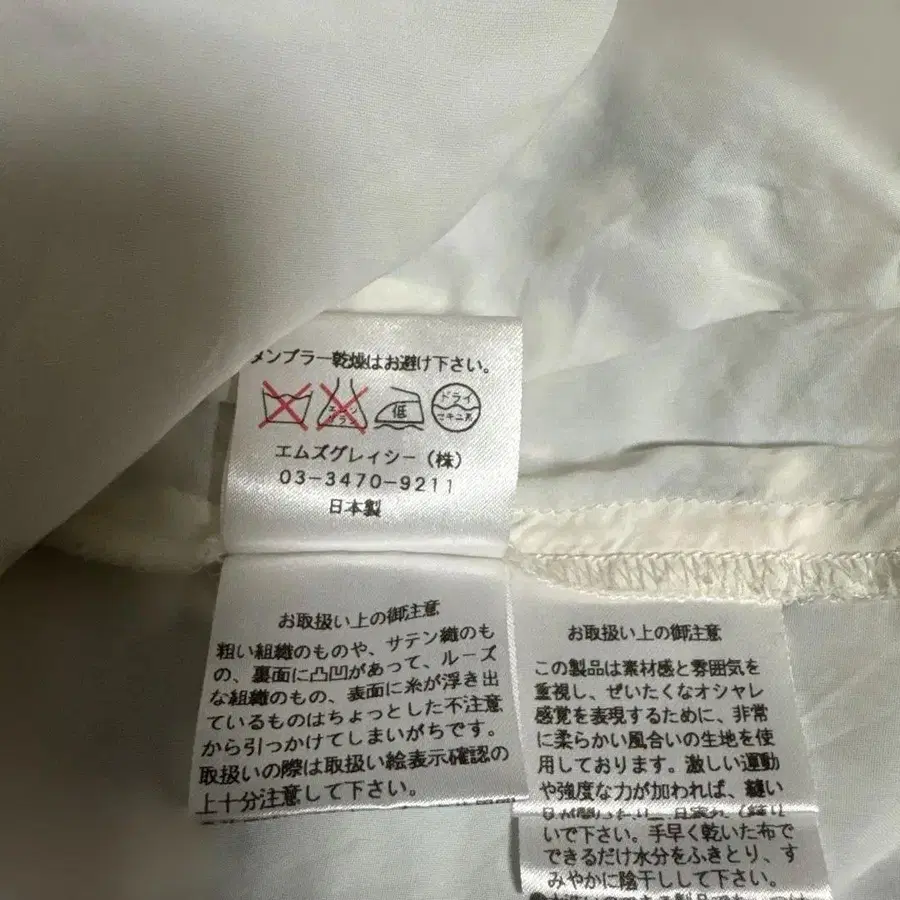 タンブラー乾燥はお避け下さい。
エンソ
サラシ
低
ドライ
セキユ系
エムズグレイシー（株）
03-3470-9211
日本製
お取扱い上の御注意
粗い組織のものや、サテン織のも
の、裏面に凸凹があって、ルーズ
な組織のもの、表面に糸が浮き出
ているものはちょっとした不注意
から引っかけてしまいがちです。
取扱いの際は取扱い絵表示確認の
上十分注意して下さい。
お取扱い上の御注意
この製品は素材感と雰囲気を
重視し、ぜいたくなオシャレ
感覚を表現するために、非常
に柔らかい風合いの生地を使
用しております。激しい運動
や強度な力が加われば、縫い
いで下さい。手早く乾いた布で
できるだけ水分をふきとり、す
みやかに陰干しして下さい。